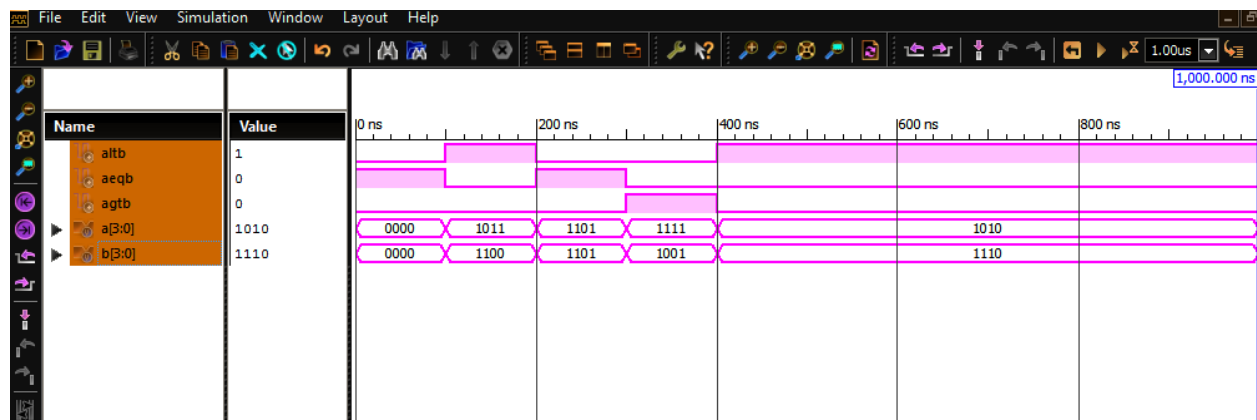 File Edit View Simulation Window Layout Help
1.00us
1,000.000 ns
Name Value 0 ns 200 ns 400 ns 600 ns 800 ns
altb 1
aeqb 0
agtb 0
a[3:0] 1010 0000 1011 1101 1111 1010
b[3:0] 1110 0000 1100 1101 1001 1110